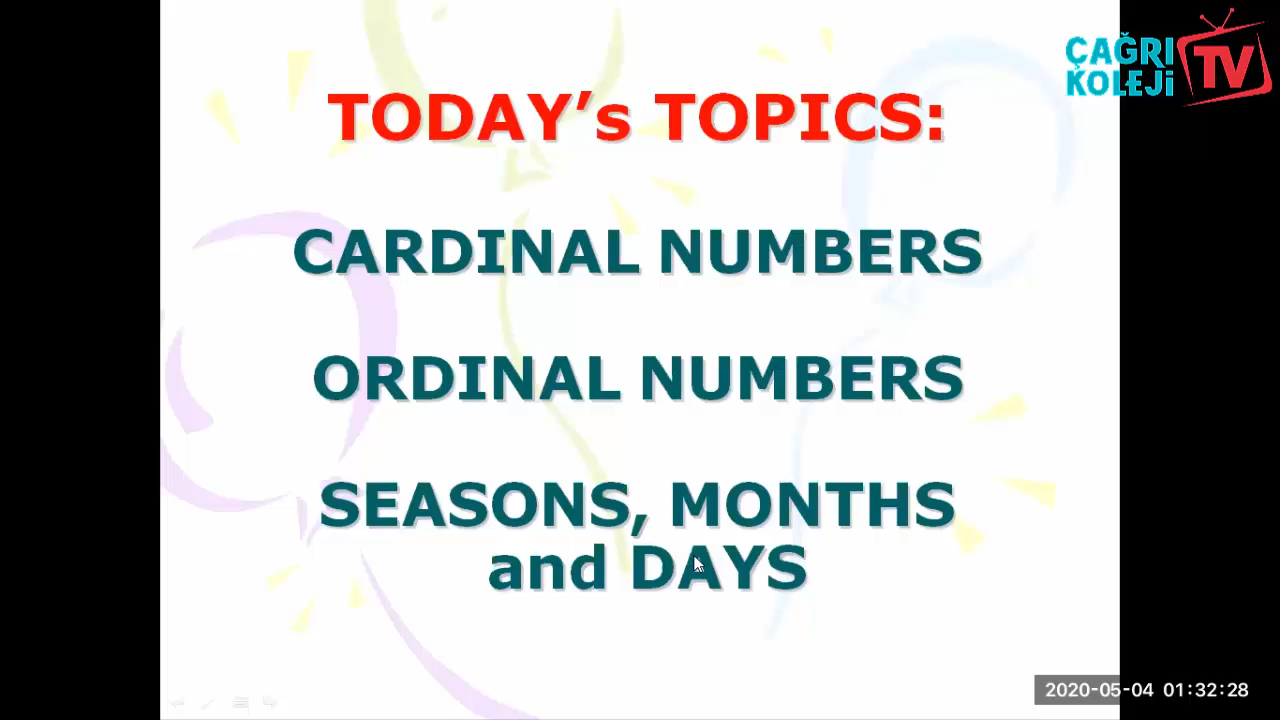 ÇAĞRI
KOLEJİ
TV
TODAY’s TOPICS:
CARDINAL NUMBERS
ORDINAL NUMBERS
SEASONS, MONTHS
and DAYS
2020-05-04 01:32:28